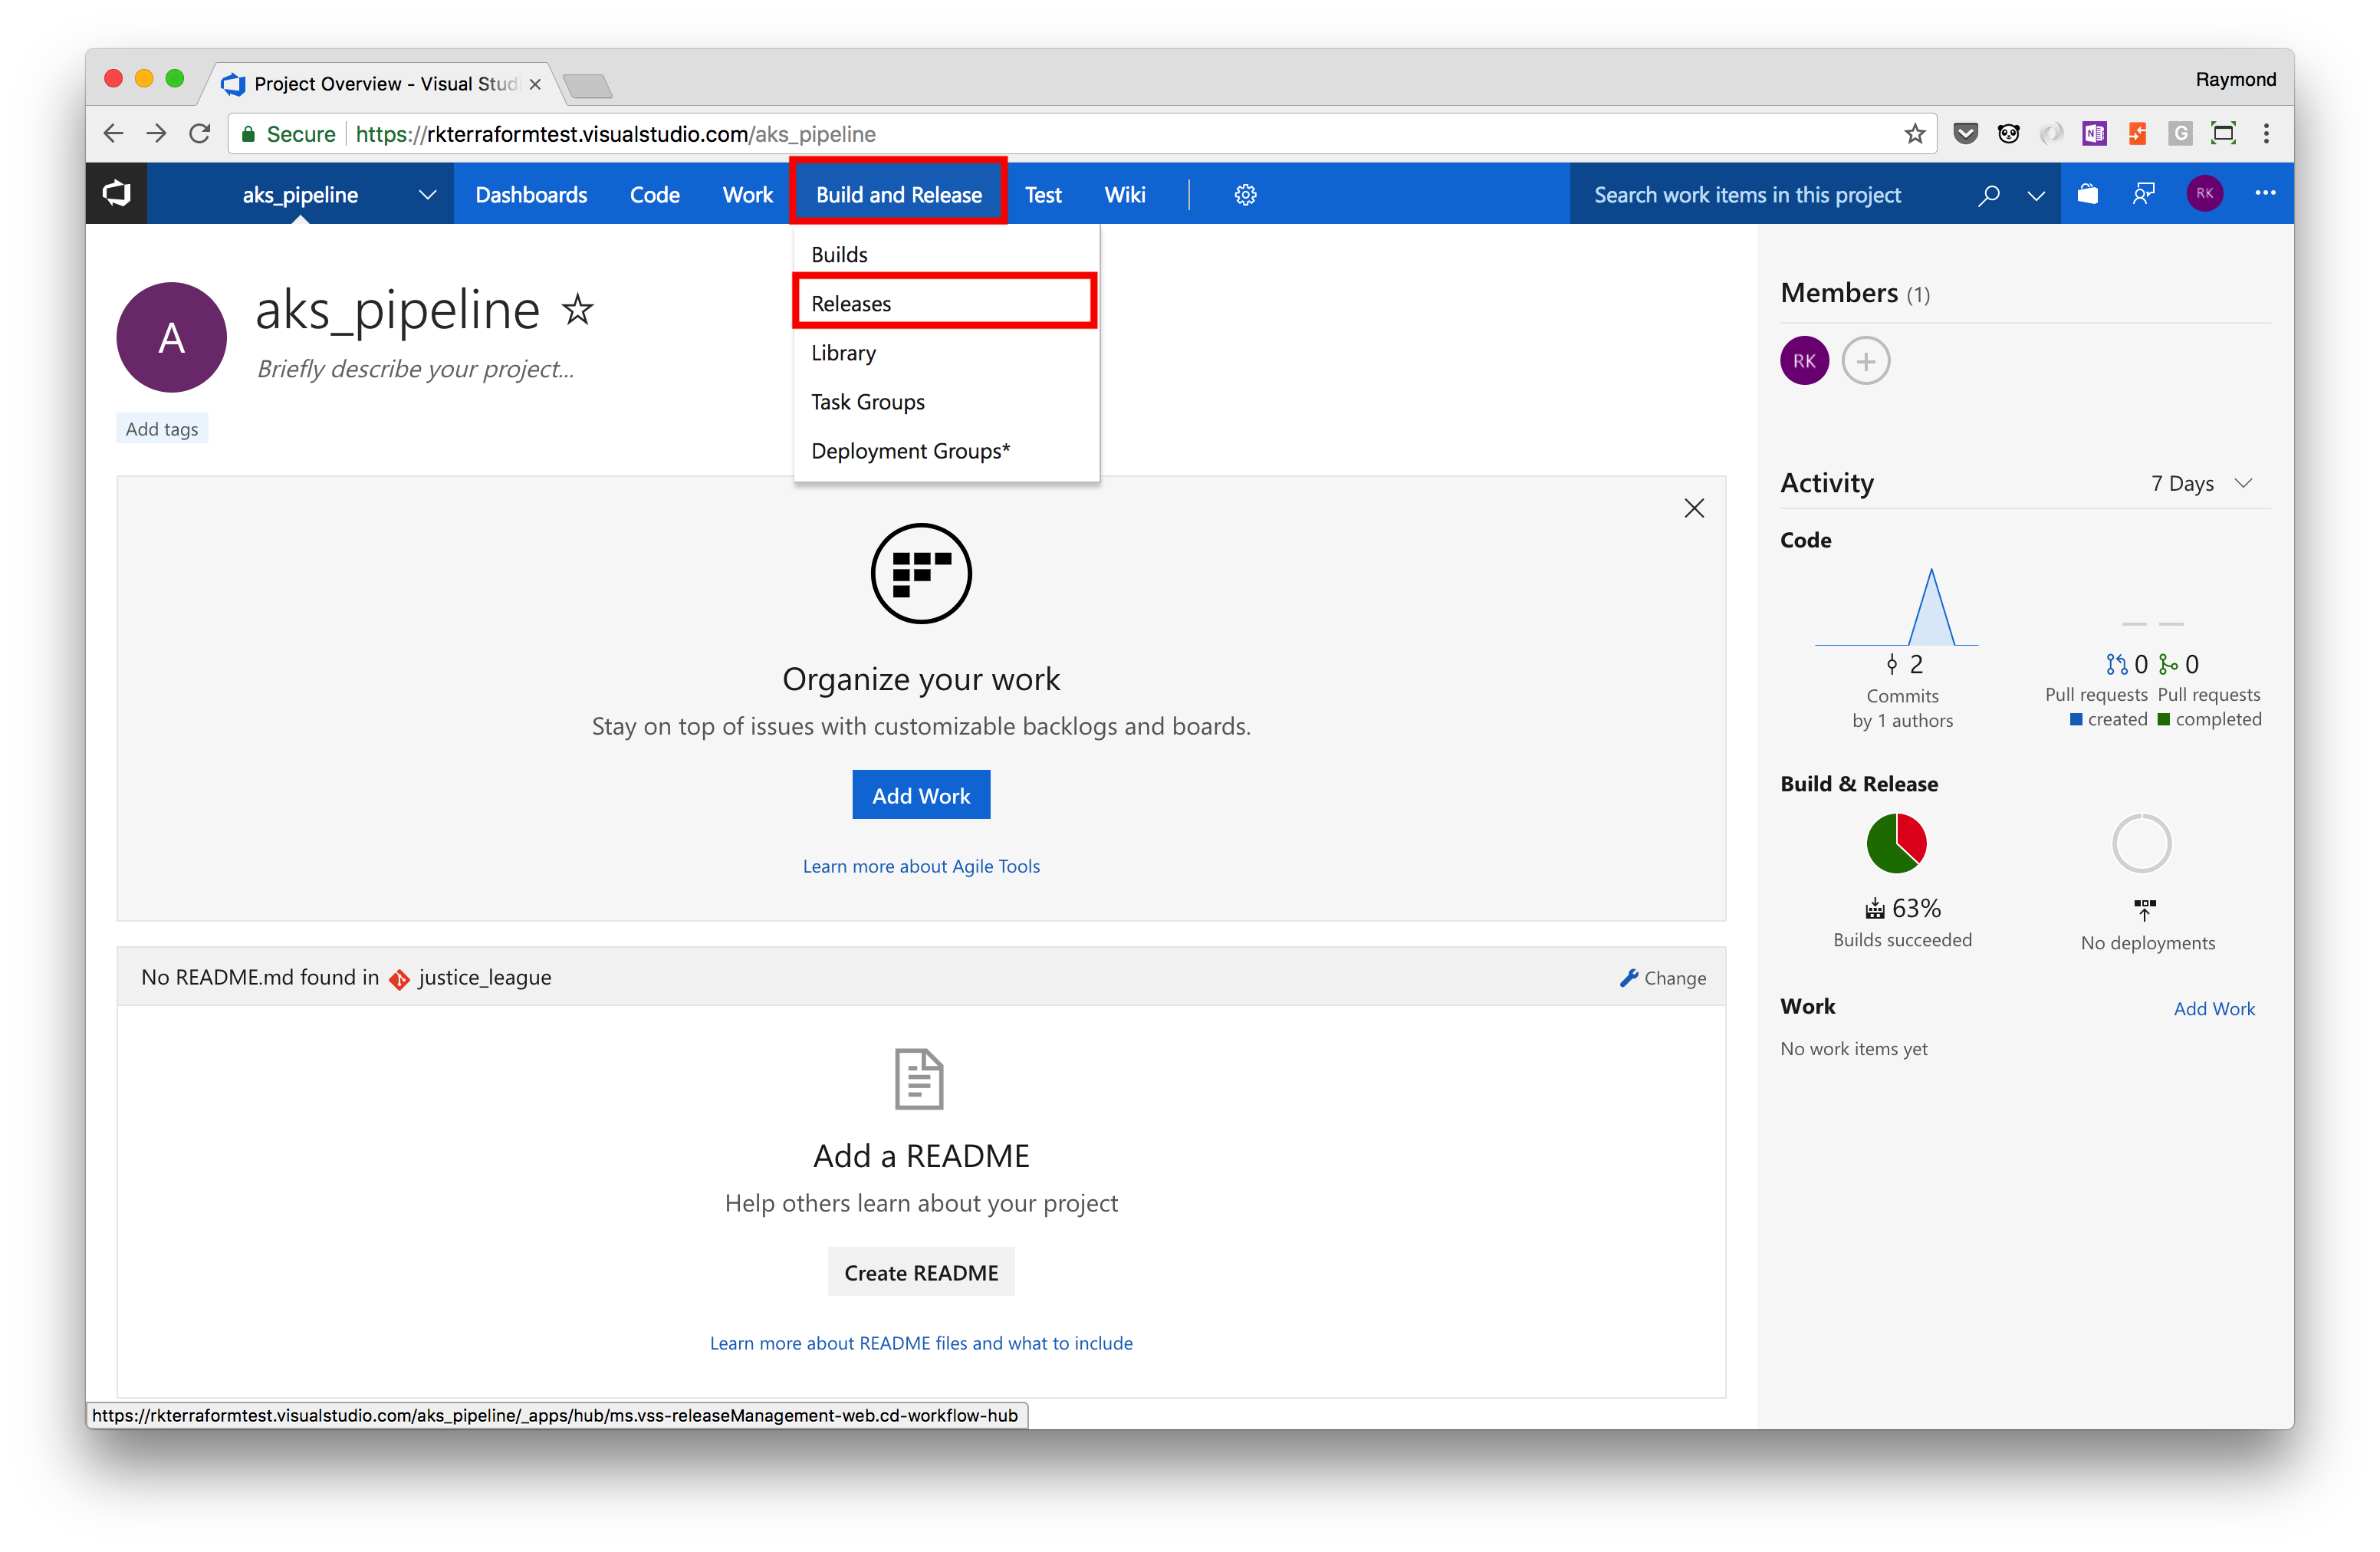 Project Overview - Visual Stud
Raymond
Secure
https://rkterraformtest.visualstudio.com/aks_pipeline
N
G
aks_pipeline
Dashboards
Code
Work
Build and Release
Test
Wiki
Search work items in this project
RK
Builds
Releases
Library
Task Groups
Deployment Groups*
A
aks_pipeline
Briefly describe your project...
Add tags
Organize your work
Stay on top of issues with customizable backlogs and boards.
Add Work
Learn more about Agile Tools
No README.md found in justice_league
Change
Add a README
Help others learn about your project
Create README
Learn more about README files and what to include
https://rkterraformtest.visualstudio.com/aks_pipeline/_apps/hub/ms.vss-releaseManagement-web.cd-workflow-hub
Members (1)
RK
Activity
7 Days
Code
2
Commits
by 1 authors
0
Pull requests
created
0
Pull requests
completed
Build & Release
63%
Builds succeeded
No deployments
Work
Add Work
No work items yet